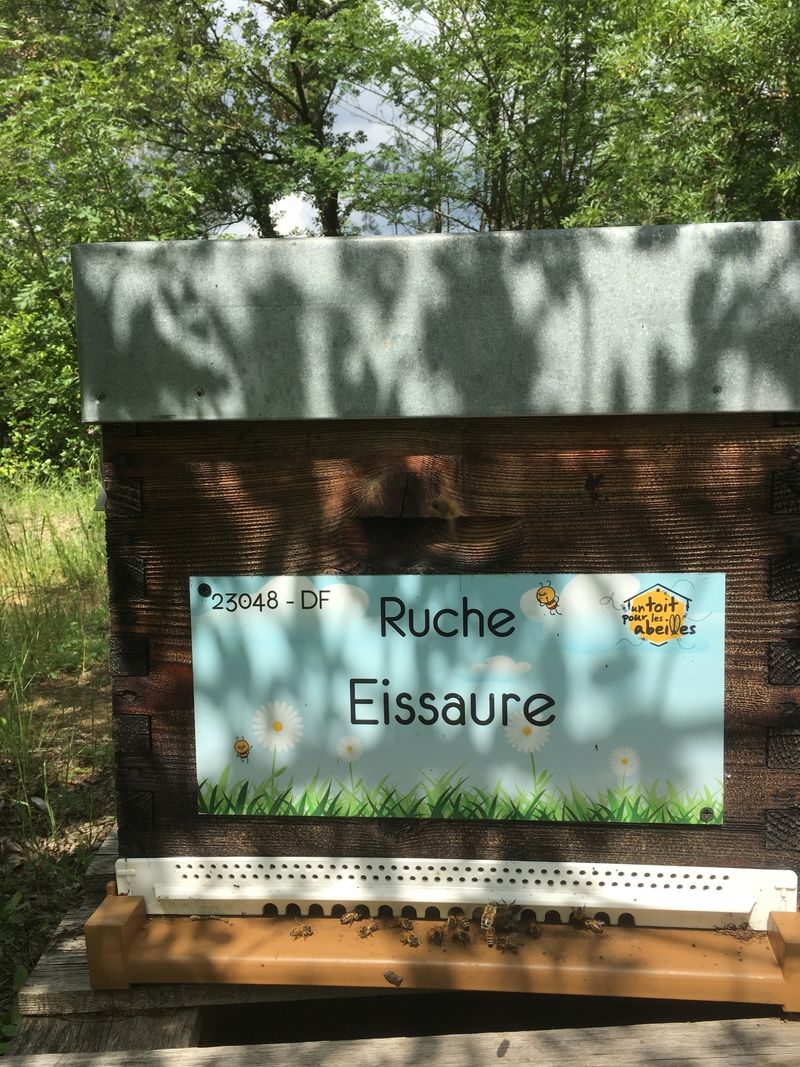 23048 - DF
Ruche
un toit
pour les
abeilles
Eissaure